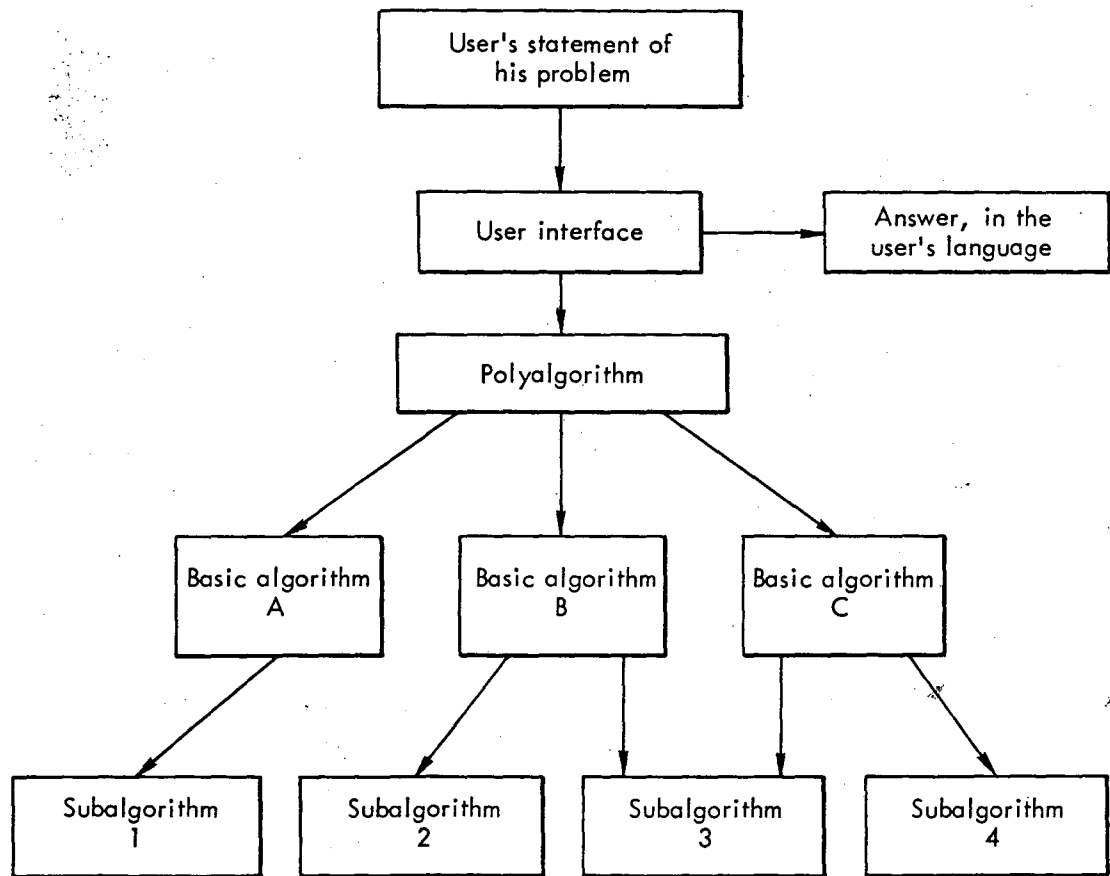 User's statement of
his problem
User interface
Answer, in the
user's language
Polyalgorithm
Basic algorithm
A
Basic algorithm
B
Basic algorithm
C
Subalgorithm
1
Subalgorithm
2
Subalgorithm
3
Subalgorithm
4